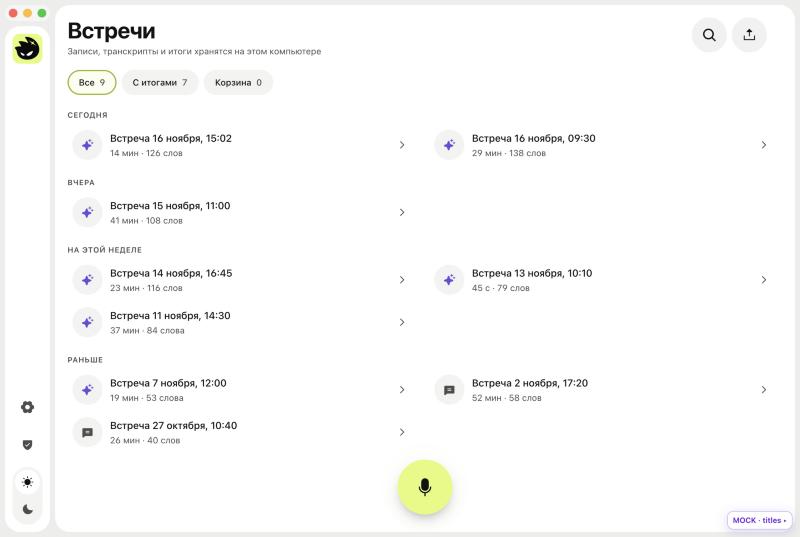 Встречи
Записи, транскрипты и итоги хранятся на этом компьютере
Все 9
С итогами 7
Корзина 0
СЕГОДНЯ
Встреча 16 ноября, 15:02
14 мин · 126 слов
Встреча 16 ноября, 09:30
29 мин · 138 слов
ВЧЕРА
Встреча 15 ноября, 11:00
41 мин · 108 слов
НА ЭТОЙ НЕДЕЛЕ
Встреча 14 ноября, 16:45
23 мин · 116 слов
Встреча 13 ноября, 10:10
45 с · 79 слов
Встреча 11 ноября, 14:30
37 мин · 84 слова
РАНЬШЕ
Встреча 7 ноября, 12:00
19 мин · 53 слова
Встреча 2 ноября, 17:20
52 мин · 58 слов
Встреча 27 октября, 10:40
26 мин · 40 слов
MOCK · titles